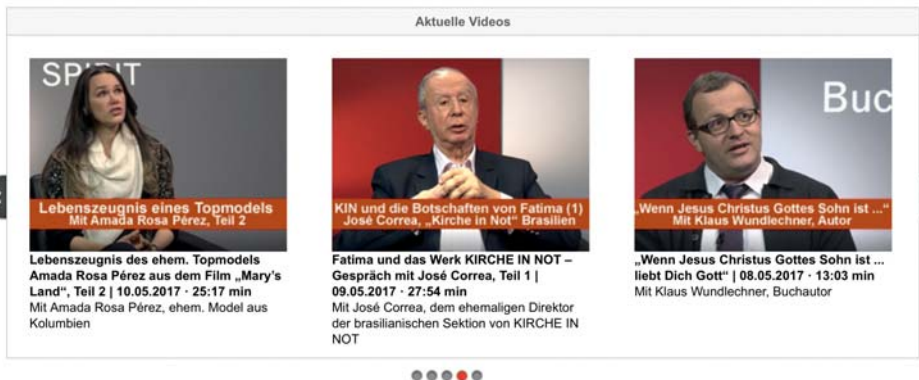 Aktuelle Videos
SPIRIT
Lebenszeugnis eines Topmodels
Mit Amada Rosa Pérez, Teil 2
Lebenszeugnis des ehem. Topmodels
Amada Rosa Pérez aus dem Film „Mary's
Land“, Teil 2 | 10.05.2017 · 25:17 min
Mit Amada Rosa Pérez, ehem. Model aus
Kolumbien
KIN und die Botschaften von Fatima (1)
José Correa, „Kirche in Not“ Brasilien
Fatima und das Werk KIRCHE IN NOT –
Gespräch mit José Correa, Teil 1 |
09.05.2017 · 27:54 min
Mit José Correa, dem ehemaligen Direktor
der brasilianischen Sektion von KIRCHE IN
NOT
Buc
„Wenn Jesus Christus Gottes Sohn ist ...“
Mit Klaus Wundlechner, Autor
„Wenn Jesus Christus Gottes Sohn ist ...
liebt Dich Gott“ | 08.05.2017 · 13:03 min
Mit Klaus Wundlechner, Buchautor